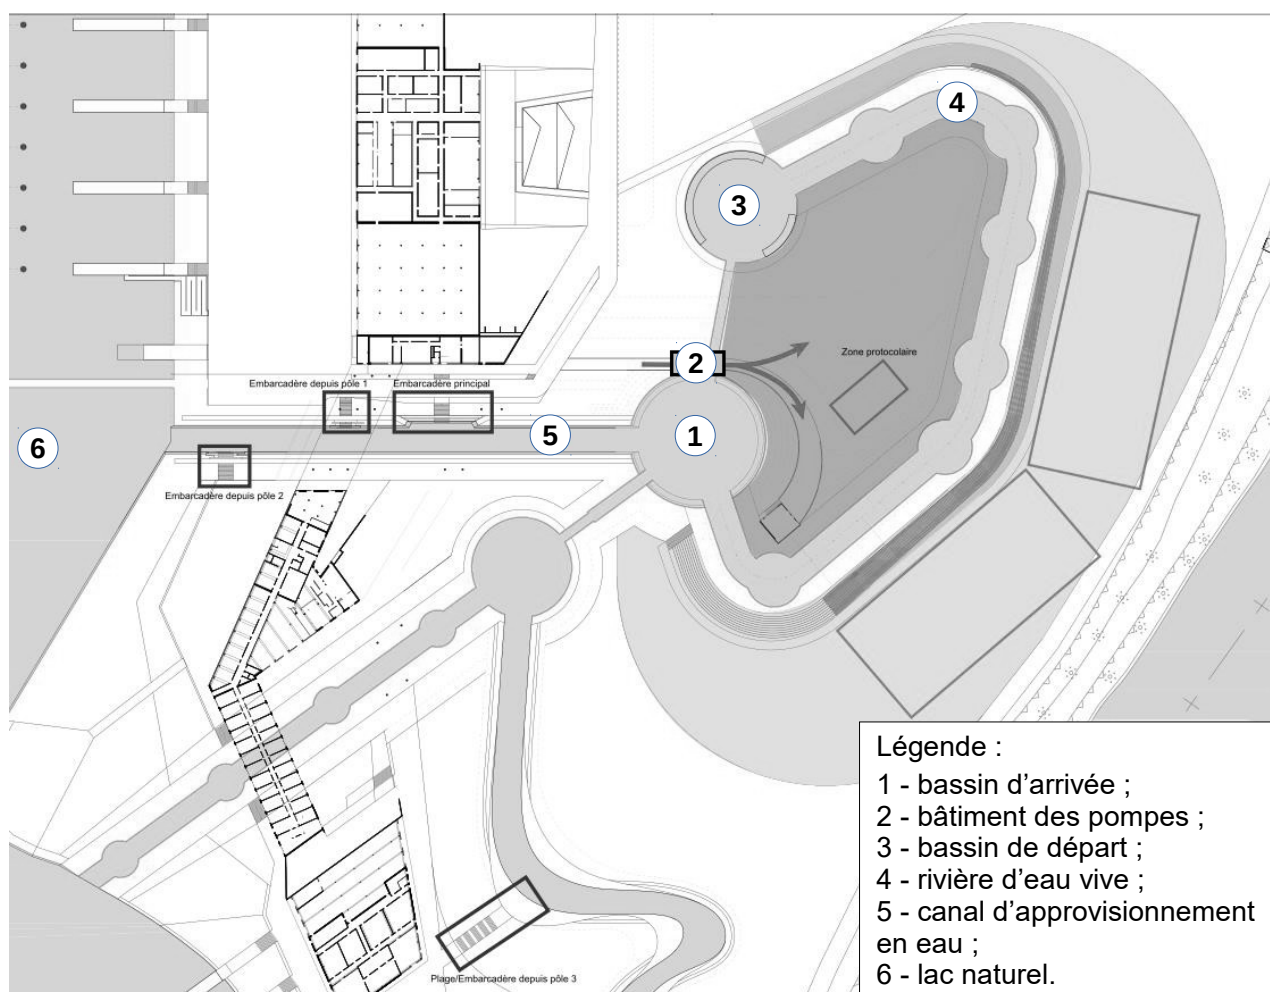 4
3
Zone protocolaire
2
Embarcadère depuis pôle 1
Embarcadère principal
6
5
1
Embarcadère depuis pôle 2
Plage/Embarcadère depuis pôle 3
Légende :
1 - bassin d’arrivée ;
2 - bâtiment des pompes ;
3 - bassin de départ ;
4 - rivière d’eau vive ;
5 - canal d’approvisionnement
en eau ;
6 - lac naturel.